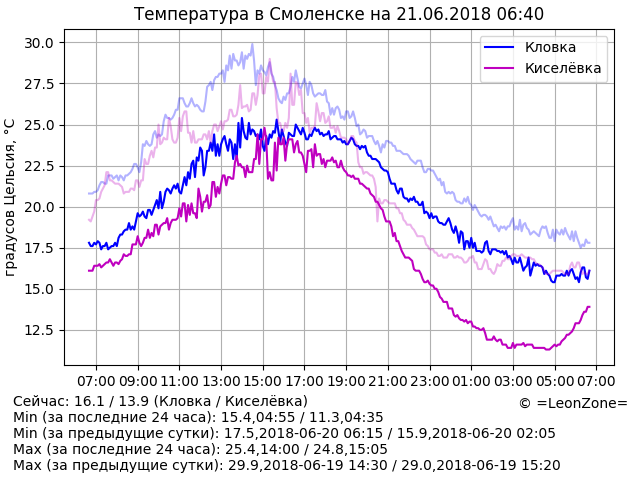 Температура в Смоленске на 21.06.2018 06:40
30.0
27.5
25.0
22.5
20.0
17.5
15.0
12.5
градусов Цельсия, °C
Кловка
Киселёвка
07:00 09:00 11:00 13:00 15:00 17:00 19:00 21:00 23:00 01:00 03:00 05:00 07:00
Сейчас: 16.1 / 13.9 (Кловка / Киселёвка)
© =LeonZone=
Min (за последние 24 часа): 15.4,04:55 / 11.3,04:35
Min (за предыдущие сутки): 17.5,2018-06-20 06:15 / 15.9,2018-06-20 02:05
Max (за последние 24 часа): 25.4,14:00 / 24.8,15:05
Max (за предыдущие сутки): 29.9,2018-06-19 14:30 / 29.0,2018-06-19 15:20